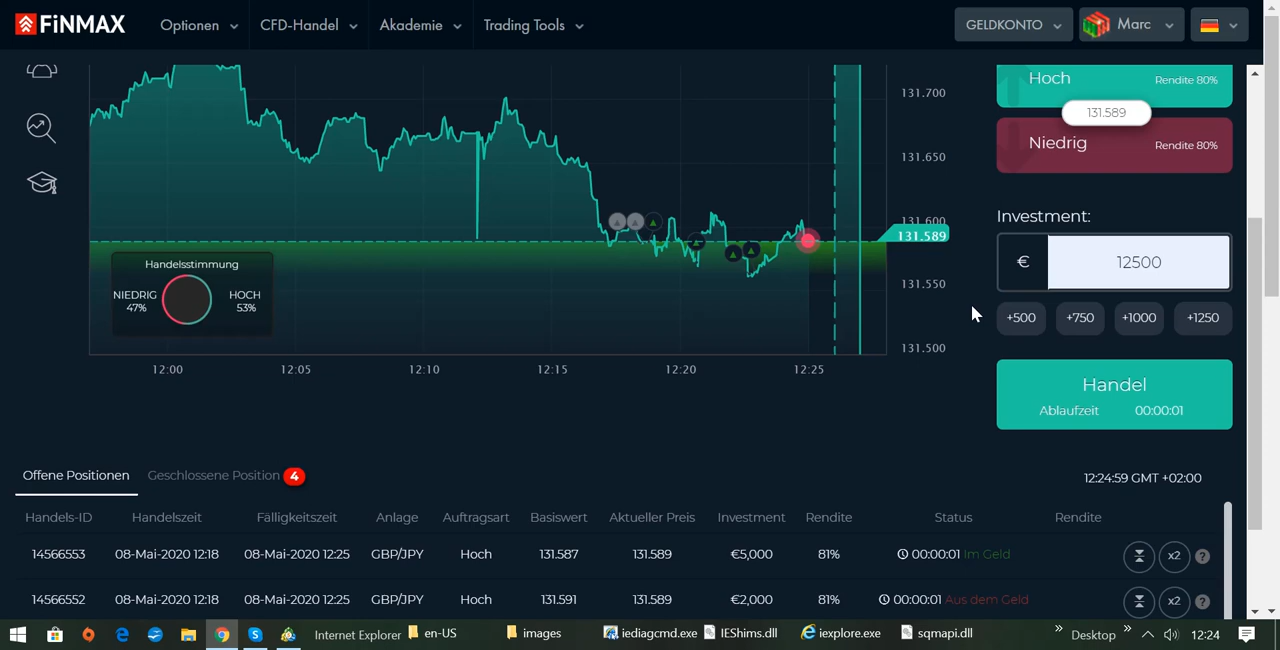 FiNMAX Optionen CFD-Handel Akademie Trading Tools GELDKONTO Marc
Hoch Rendite 80%
131.589
Niedrig Rendite 80%
131.700
131.650
131.600
131.589
131.550
131.500
Investment:
€ 12500
+500 +750 +1000 +1250
Handelsstimmung
NIEDRIG HOCH
47% 53%
12:00 12:05 12:10 12:15 12:20 12:25
Handel
Ablaufzeit 00:00:01
Offene Positionen Geschlossene Position 4
12:24:59 GMT +02:00
Handels-ID Handelszeit Fälligkeitszeit Anlage Auftragsart Basiswert Aktueller Preis Investment Rendite Status Rendite
14566553 08-Mai-2020 12:18 08-Mai-2020 12:25 GBP/JPY Hoch 131.587 131.589 €5,000 81% 00:00:01 Im Geld x2 ?
14566552 08-Mai-2020 12:18 08-Mai-2020 12:25 GBP/JPY Hoch 131.591 131.589 €2,000 81% 00:00:01 Aus dem Geld x2 ?
Internet Explorer en-US images iediagcmd.exe IEShims.dll iexplore.exe sqmapi.dll » Desktop » 12:24